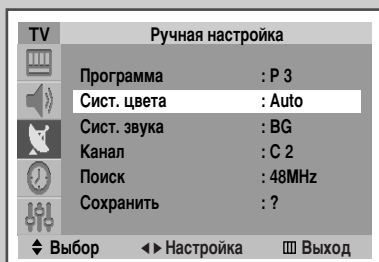 TV Ручная настройка
Программа : P 3
Сист. цвета : Auto
Сист. звука : BG
Канал : C 2
Поиск : 48MHz
Сохранить : ?
Выбор Настройка Выход